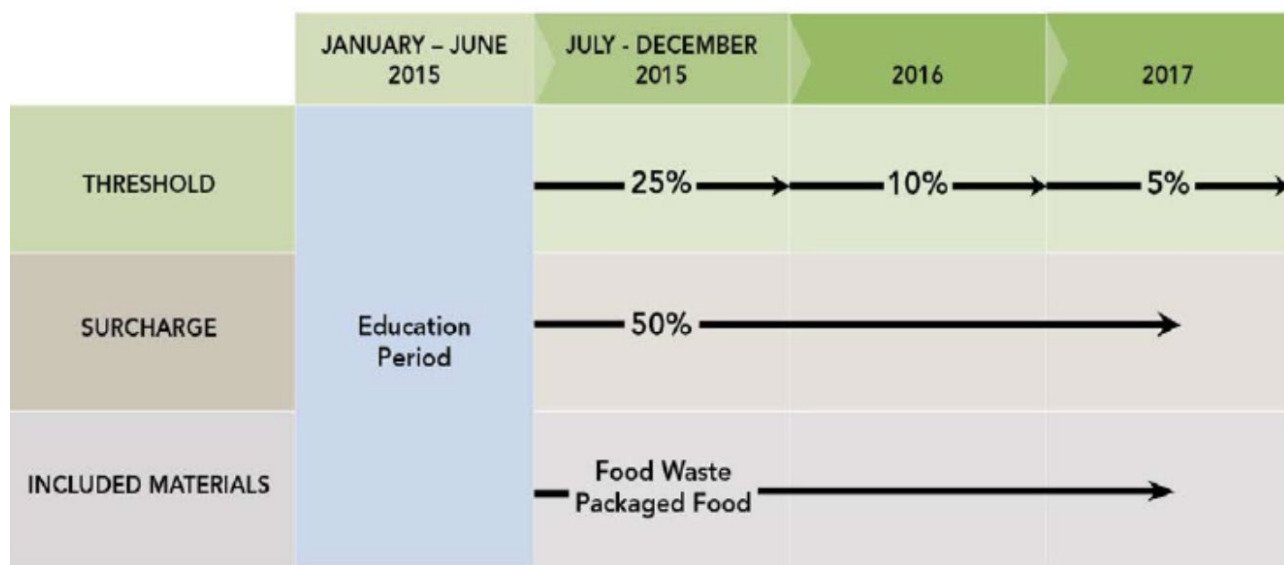 JANUARY – JUNE
2015
JULY - DECEMBER
2015
2016
2017
THRESHOLD
25%
10%
5%
SURCHARGE
Education
Period
50%
INCLUDED MATERIALS
Food Waste
Packaged Food